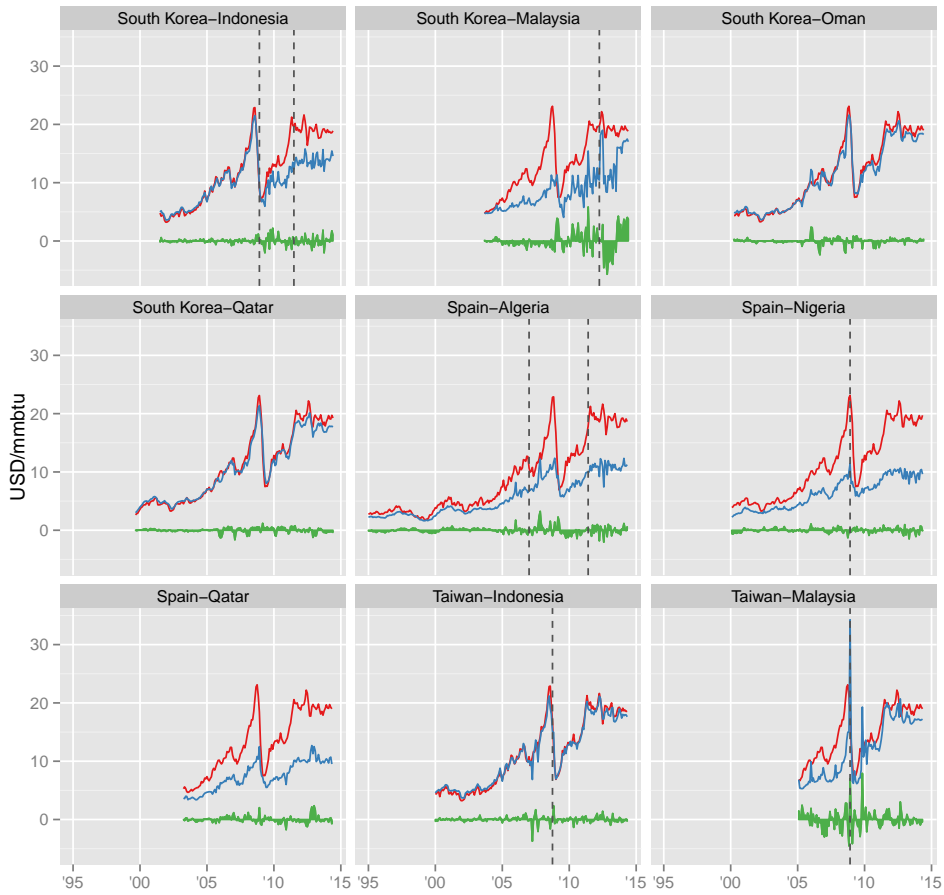 South Korea−Indonesia
South Korea−Malaysia
South Korea−Oman
30
20
10
0
South Korea−Qatar
Spain−Algeria
Spain−Nigeria
30
20
10
0
USD/mmbtu
Spain−Qatar
Taiwan−Indonesia
Taiwan−Malaysia
30
20
10
0
'95 '05 '15 '95 '00 '05 '10 '15 '95 '00 '05 '10 '15